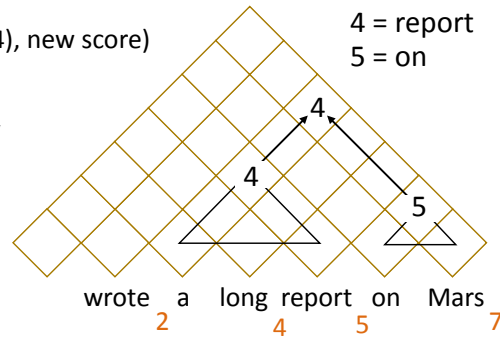 4), new score)
4 = report
5 = on
4
4
5
wrote a long report on Mars
2 4 5 7